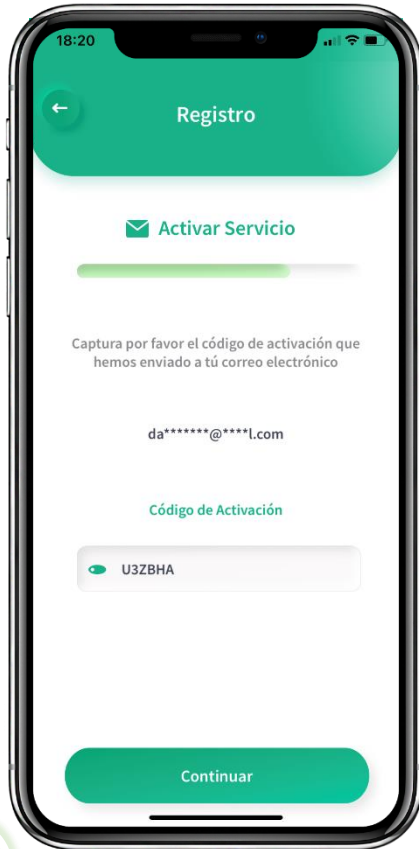 18:20
Registro
Activar Servicio
Captura por favor el código de activación que
hemos enviado a tú correo electrónico
da*******@****l.com
Código de Activación
U3ZBHA
Continuar